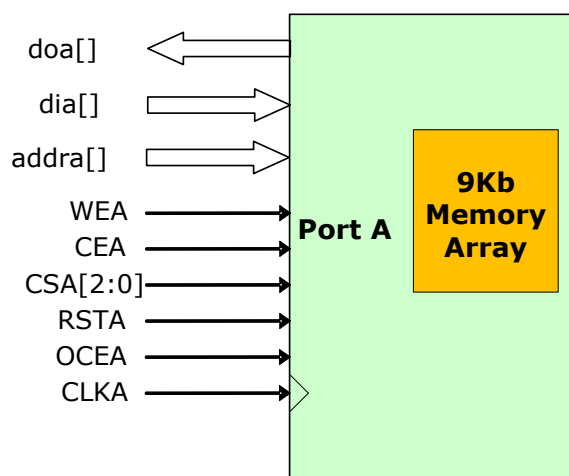 doa[]
dia[]
addra[]
WEA
CEA
CSA[2:0]
RSTA
OCEA
CLKA
Port A
9Kb
Memory
Array